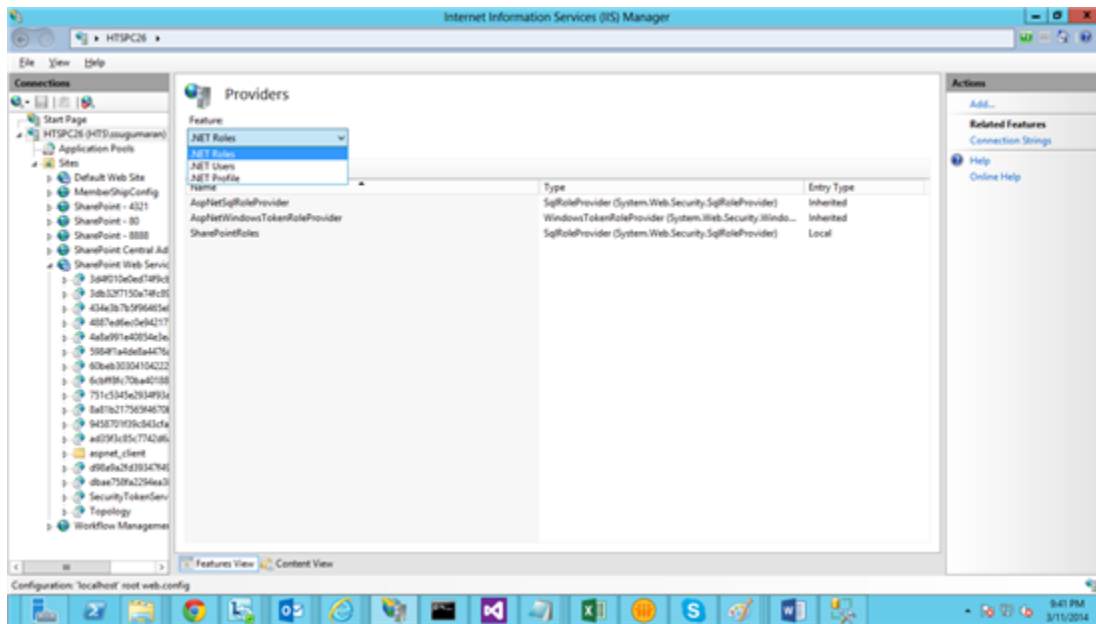 Internet Information Services (IIS) Manager
HTSPC26
File View Help
Connections
Start Page
HTSPC26 (HTS\ssugumaran)
Application Pools
Sites
Default Web Site
MemberShipConfig
SharePoint - 4321
SharePoint - 80
SharePoint - 8888
SharePoint Central Ad
SharePoint Web Servic
aspnet_client
SecurityTokenServ
Topology
Workflow Managemen
Providers
Feature:
.NET Roles
.NET Roles
.NET Users
.NET Profile
Name Type Entry Type
AspNetSqlRoleProvider SqlRoleProvider (System.Web.Security.SqlRoleProvider) Inherited
AspNetWindowsTokenRoleProvider WindowsTokenRoleProvider (System.Web.Security.Windo... Inherited
SharePointRoles SqlRoleProvider (System.Web.Security.SqlRoleProvider) Local
Features View Content View
Actions
Add...
Related Features
Connection Strings
Help
Online Help
Configuration: 'localhost' root web.config
9:41 PM
3/11/2014